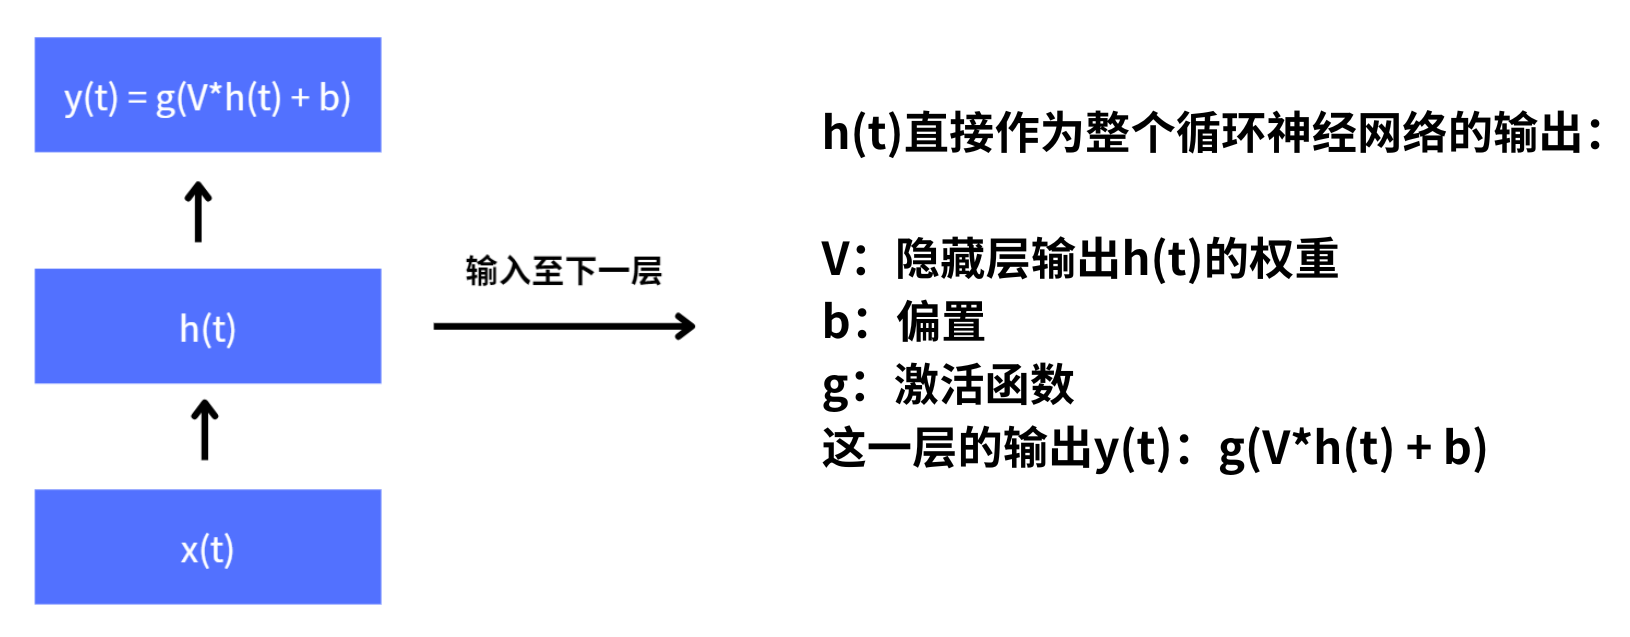 y(t) = g(V*h(t) + b)
h(t)
x(t)
输入至下一层
h(t)直接作为整个循环神经网络的输出：
V：隐藏层输出h(t)的权重
b：偏置
g：激活函数
这一层的输出y(t)：g(V*h(t) + b)